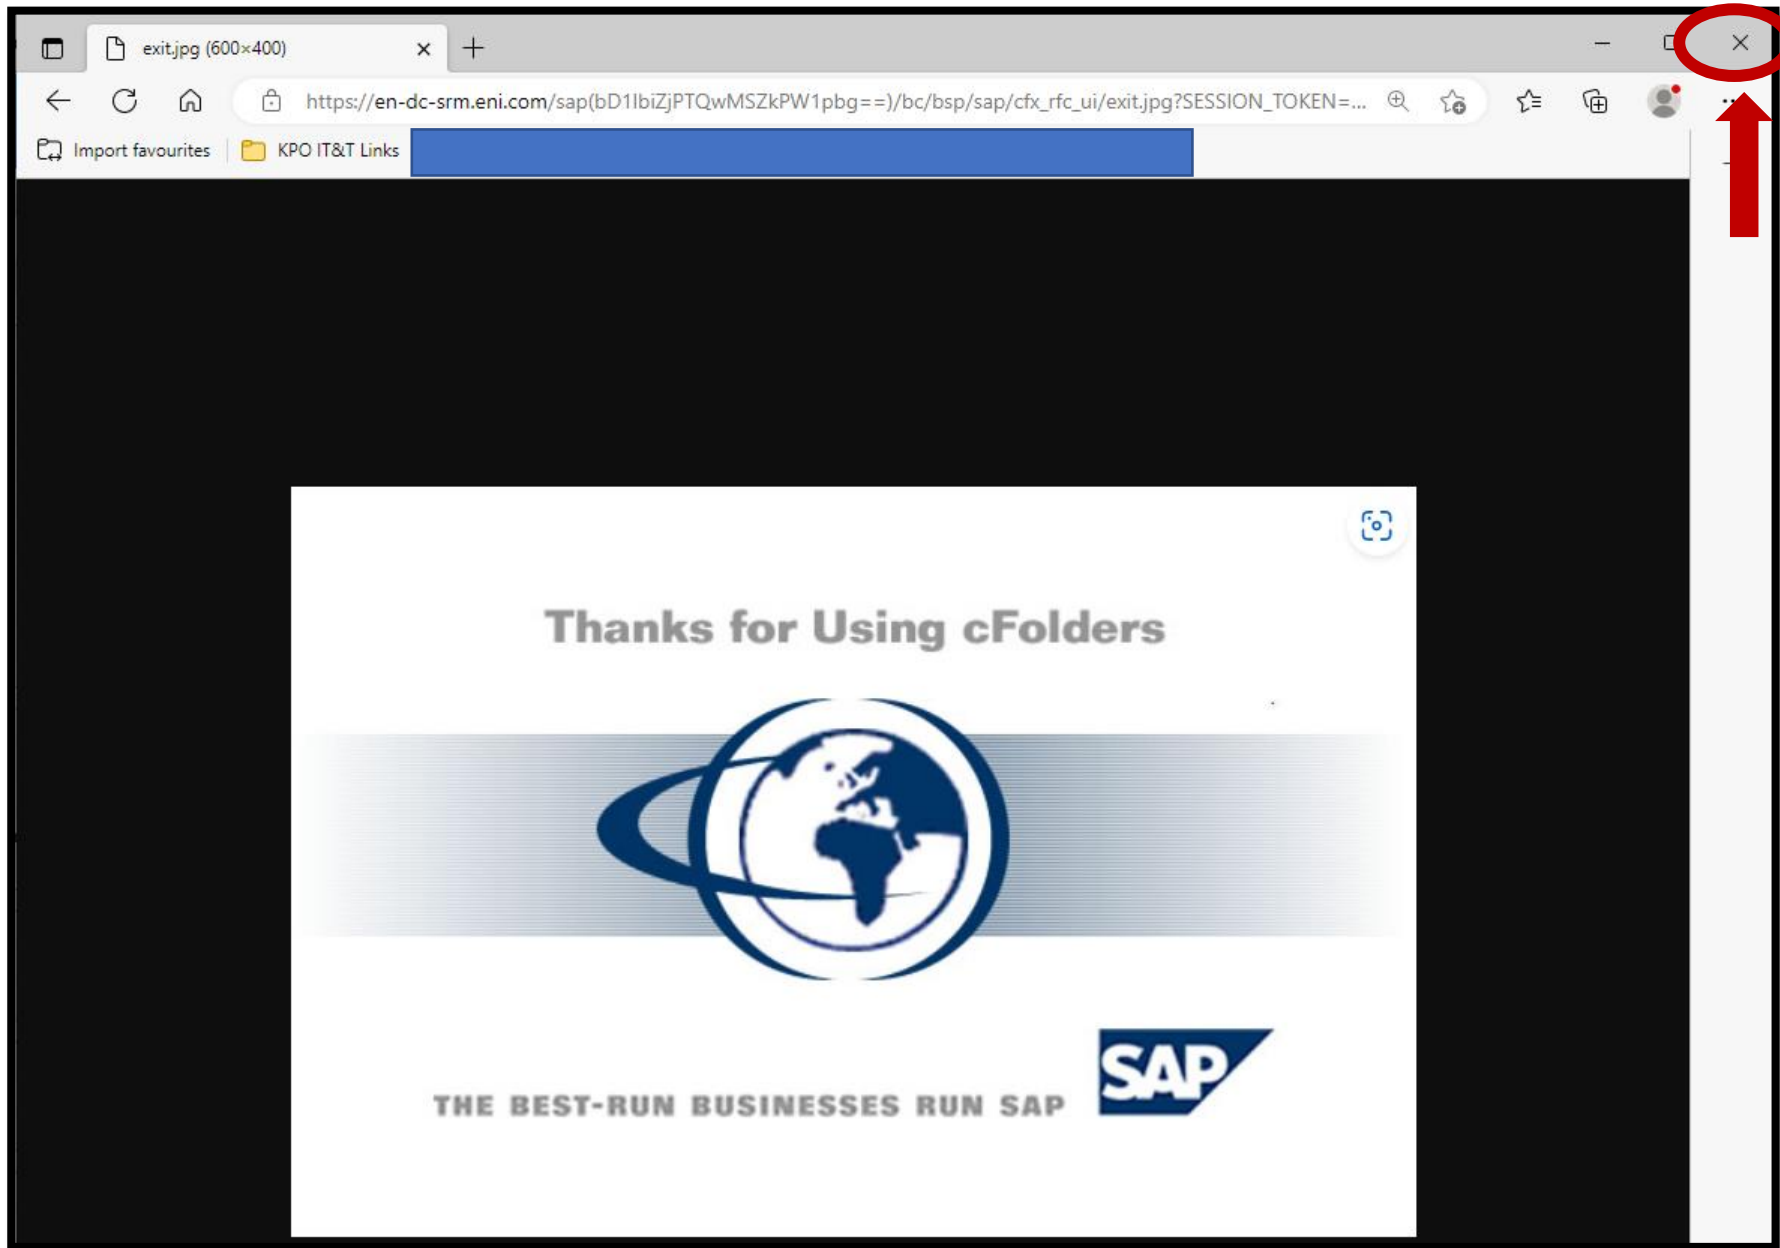 exit.jpg (600×400)
https://en-dc-srm.eni.com/sap(bD1lbiZjPTQwMSZkPW1pbg==)/bc/bsp/sap/cfx_rfc_ui/exit.jpg?SESSION_TOKEN=...
Import favourites KPO IT&T Links
Thanks for Using cFolders
SAP
THE BEST-RUN BUSINESSES RUN SAP